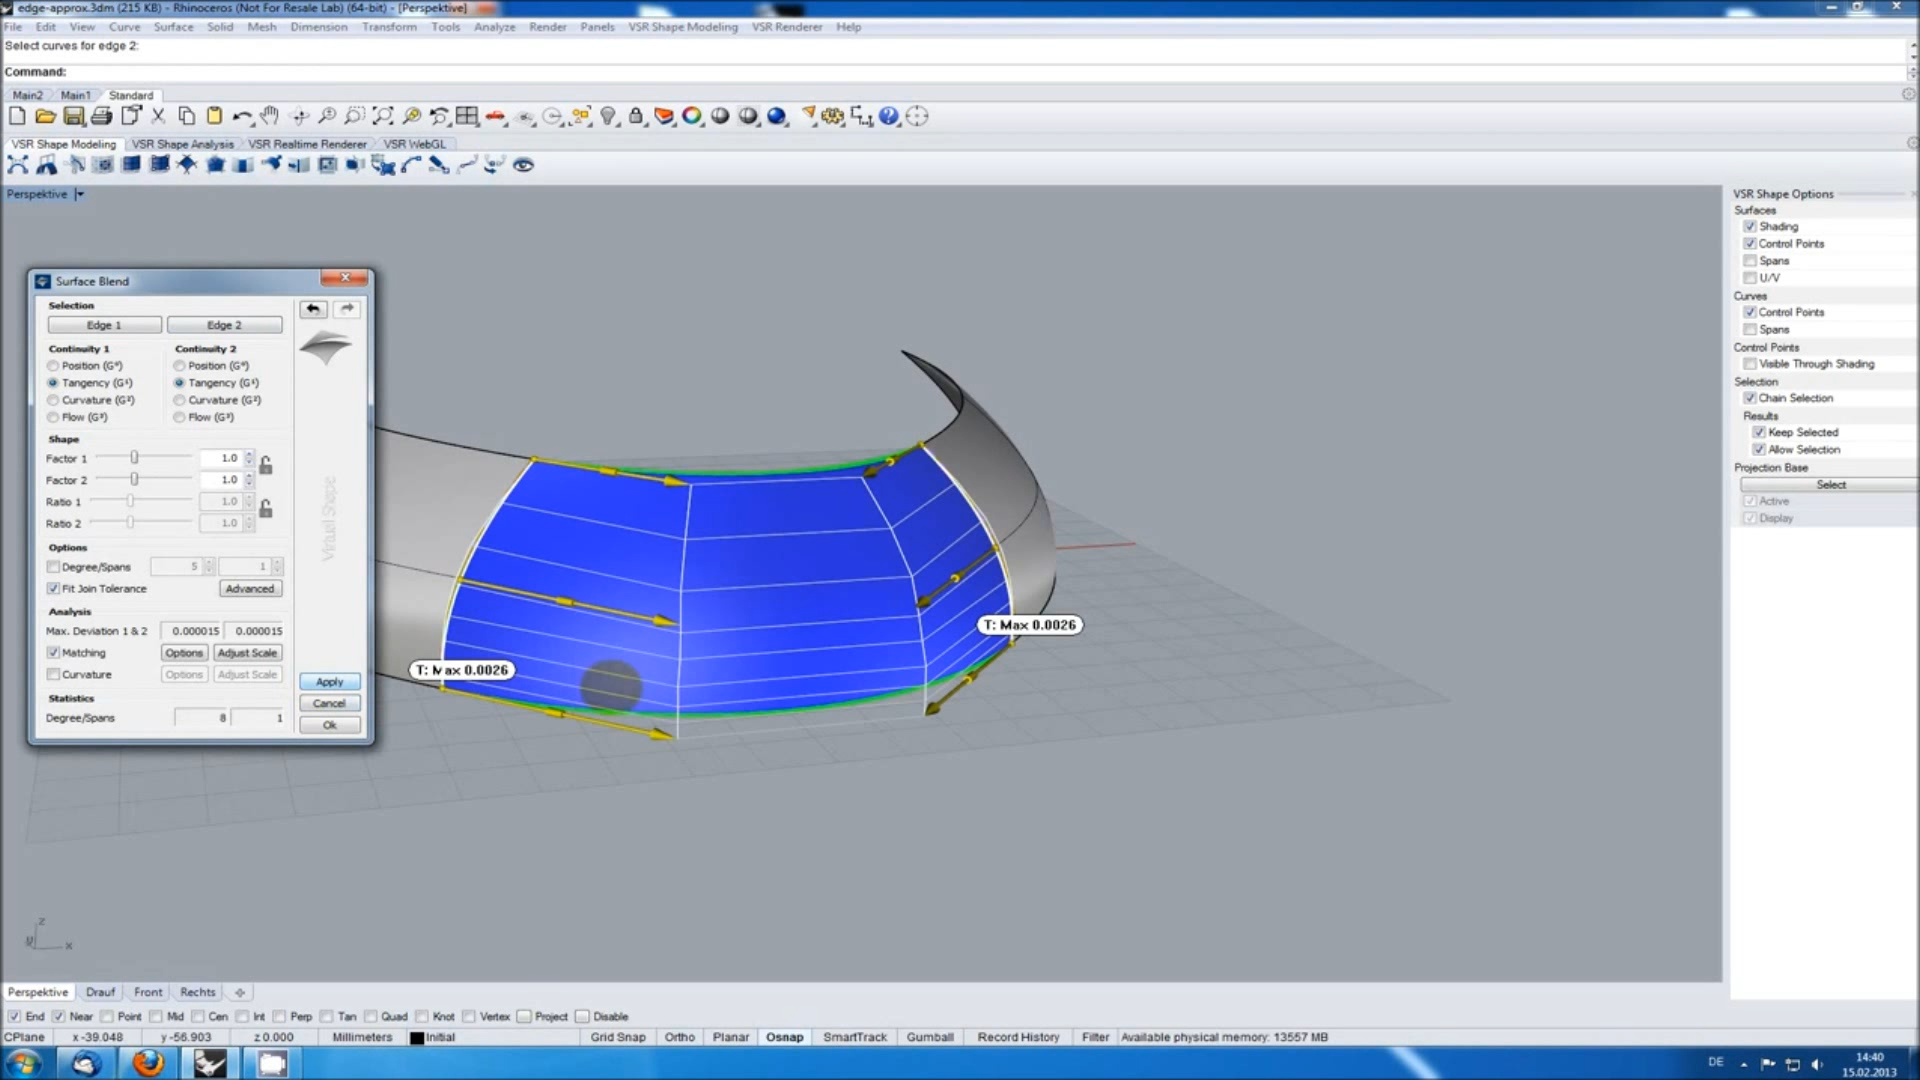 edge-approx.3dm (215 KB) - Rhinoceros (Not For Resale Lab) (64-bit) - [Perspektive]
File Edit View Curve Surface Solid Mesh Dimension Transform Tools Analyze Render Panels VSR Shape Modeling VSR Renderer Help
Select curves for edge 2:
Command:
Main2 Main1 Standard
VSR Shape Modeling VSR Shape Analysis VSR Realtime Renderer VSR WebGL
Perspektive
Surface Blend
Selection
Edge 1 Edge 2
Continuity 1 Continuity 2
Position (G⁰) Position (G⁰)
Tangency (G¹) Tangency (G¹)
Curvature (G²) Curvature (G²)
Flow (G³) Flow (G³)
Shape
Factor 1 1.0
Factor 2 1.0
Ratio 1 1.0
Ratio 2 1.0
Virtual Shape
Options
Degree/Spans 5 1
Fit Join Tolerance Advanced
Analysis
Max. Deviation 1 & 2 0.000015 0.000015
Matching Options Adjust Scale
Curvature Options Adjust Scale
Statistics
Degree/Spans 8 1
Apply
Cancel
Ok
T: Max 0.0026
T: Max 0.0026
VSR Shape Options
Surfaces
Shading
Control Points
Spans
U/V
Curves
Control Points
Spans
Control Points
Visible Through Shading
Selection
Chain Selection
Results
Keep Selected
Allow Selection
Projection Base
Select
Active
Display
z
y x
Perspektive Drauf Front Rechts
End Near Point Mid Cen Int Perp Tan Quad Knot Vertex Project Disable
CPlane x -39.048 y -56.903 z 0.000 Millimeters Initial Grid Snap Ortho Planar Osnap SmartTrack Gumball Record History Filter Available physical memory: 13557 MB
DE 14:40
15.02.2013